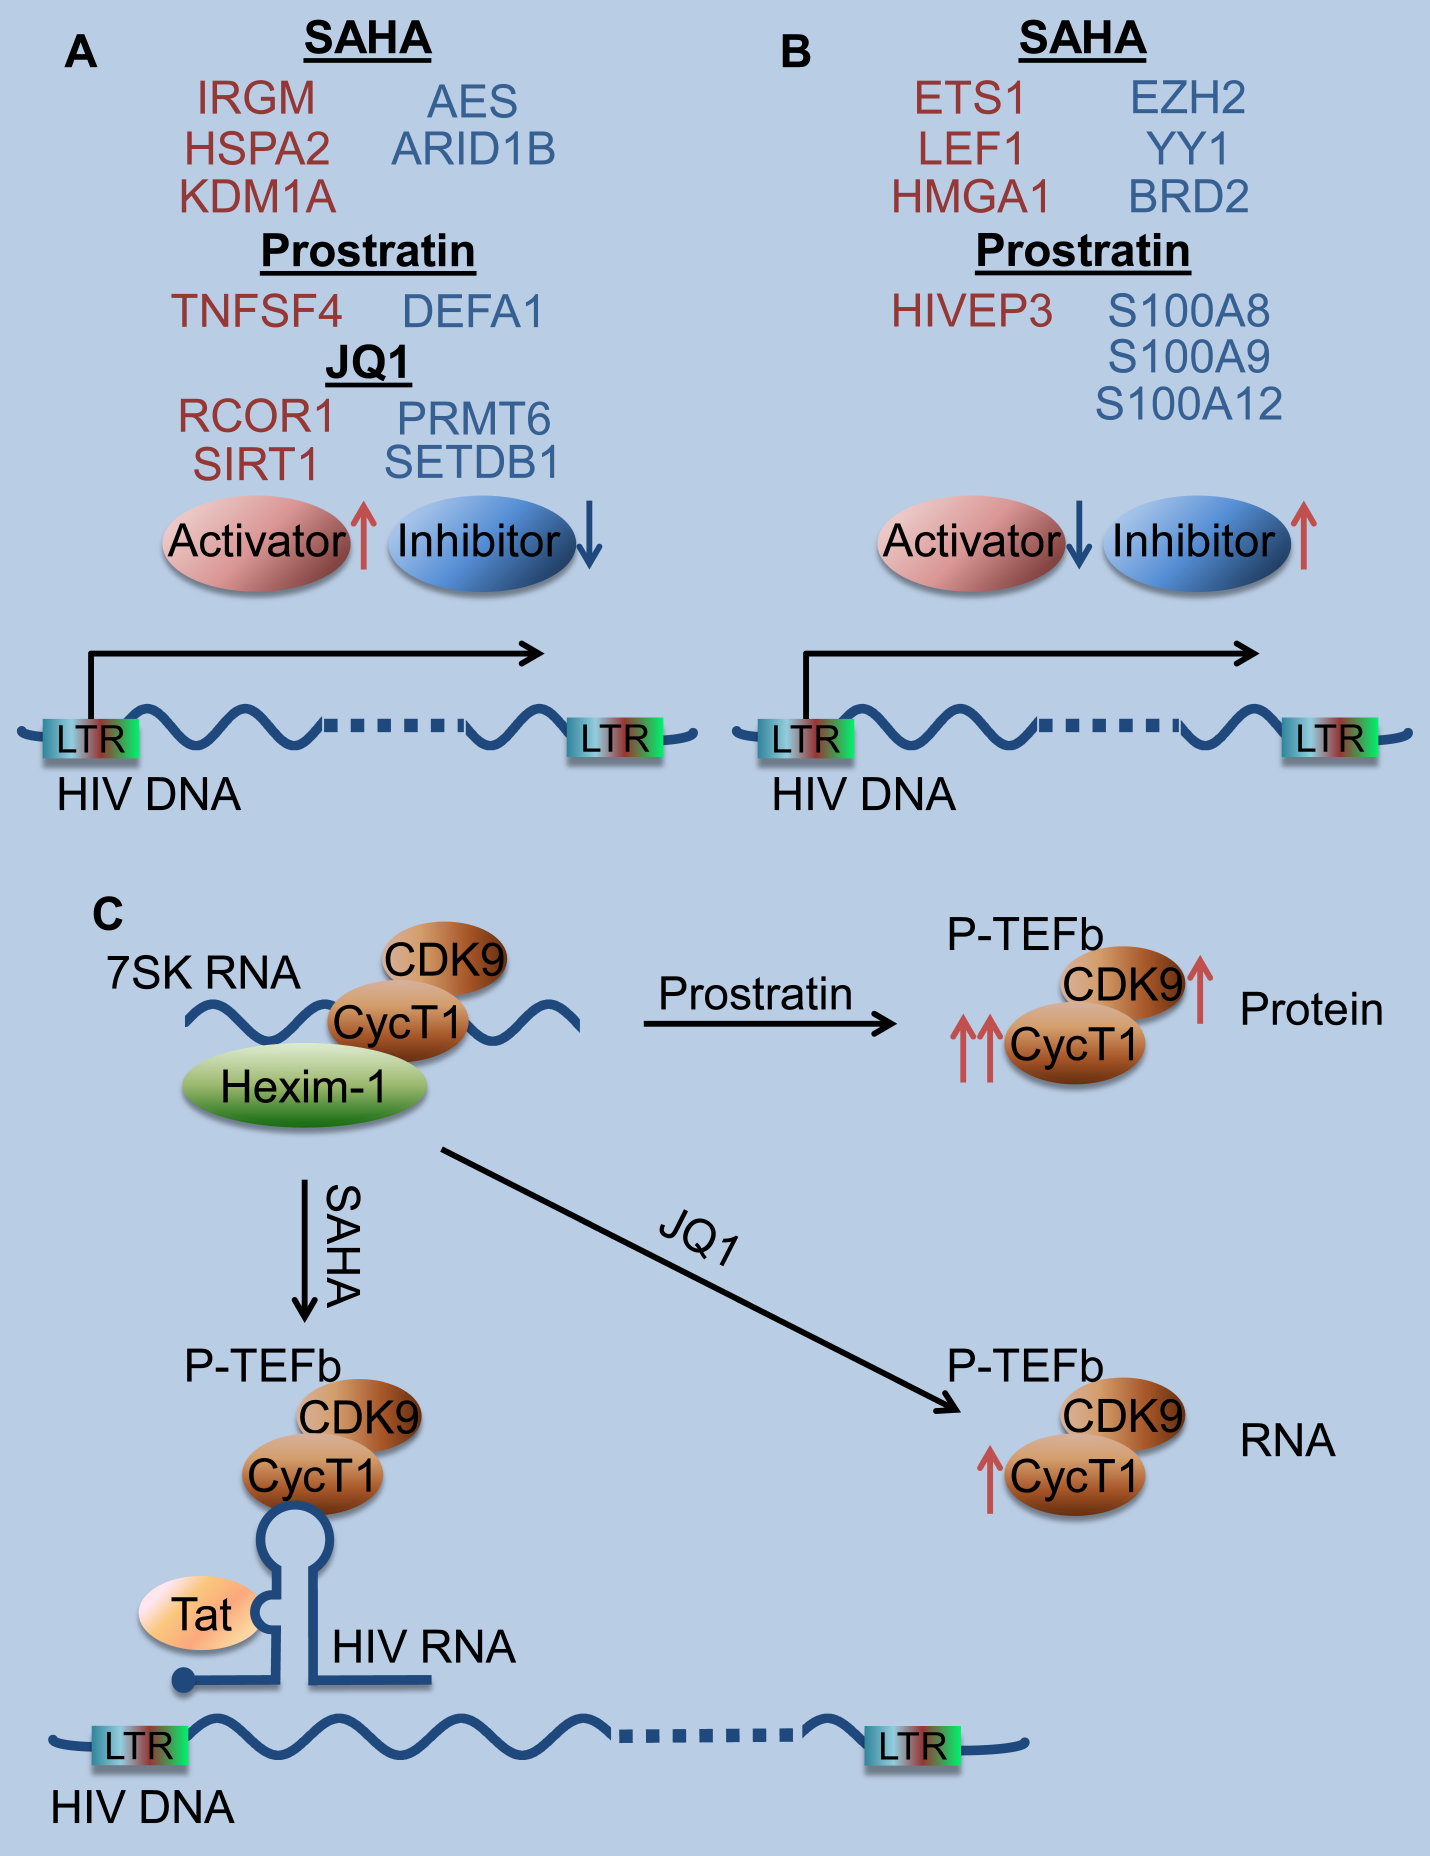 A
SAHA
IRGM AES
HSPA2 ARID1B
KDM1A
Prostratin
TNFSF4 DEFA1
JQ1
RCOR1 PRMT6
SIRT1 SETDB1
Activator Inhibitor
LTR LTR
HIV DNA
B
SAHA
ETS1 EZH2
LEF1 YY1
HMGA1 BRD2
Prostratin
HIVEP3 S100A8
S100A9
S100A12
Activator Inhibitor
LTR LTR
HIV DNA
C
7SK RNA
CDK9
CycT1
Hexim-1
Prostratin
P-TEFb
CDK9
CycT1
Protein
SAHA
JQ1
P-TEFb
CDK9
CycT1
P-TEFb
CDK9
CycT1
RNA
Tat
HIV RNA
LTR LTR
HIV DNA